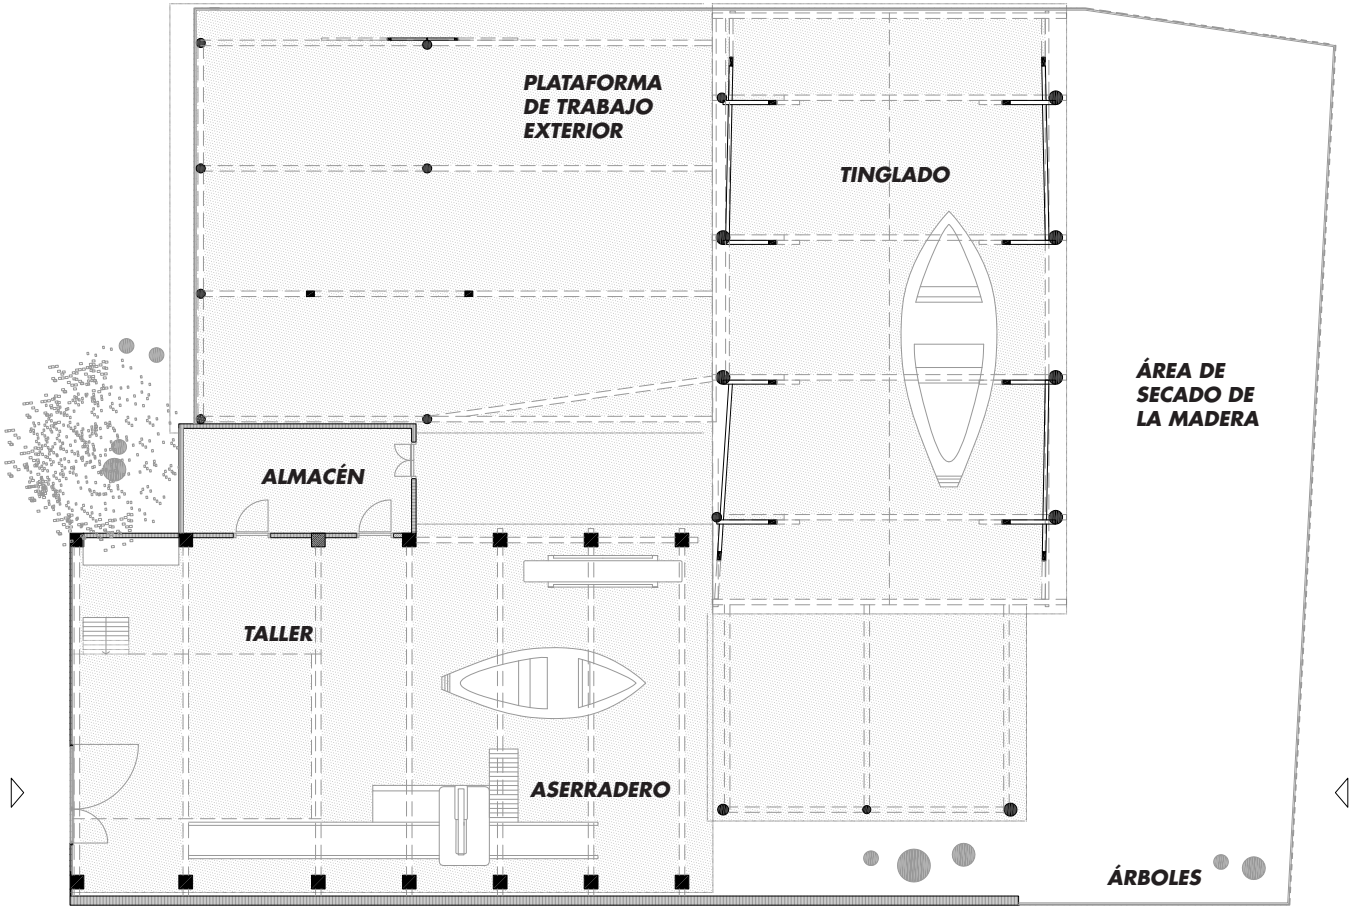 PLATAFORMA
DE TRABAJO
EXTERIOR
TINGLADO
ÁREA DE
SECADO DE
LA MADERA
ALMACÉN
TALLER
ASERRADERO
ÁRBOLES